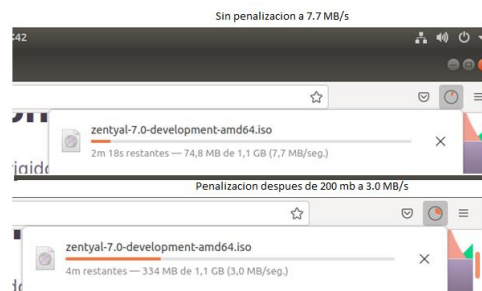 Sin penalizacion a 7.7 MB/s
:42
zentyal-7.0-development-amd64.iso
2m 18s restantes — 74,8 MB de 1,1 GB (7,7 MB/seg.)
igido
Penalizacion despues de 200 mb a 3.0 MB/s
zentyal-7.0-development-amd64.iso
4m restantes — 334 MB de 1,1 GB (3,0 MB/seg.)